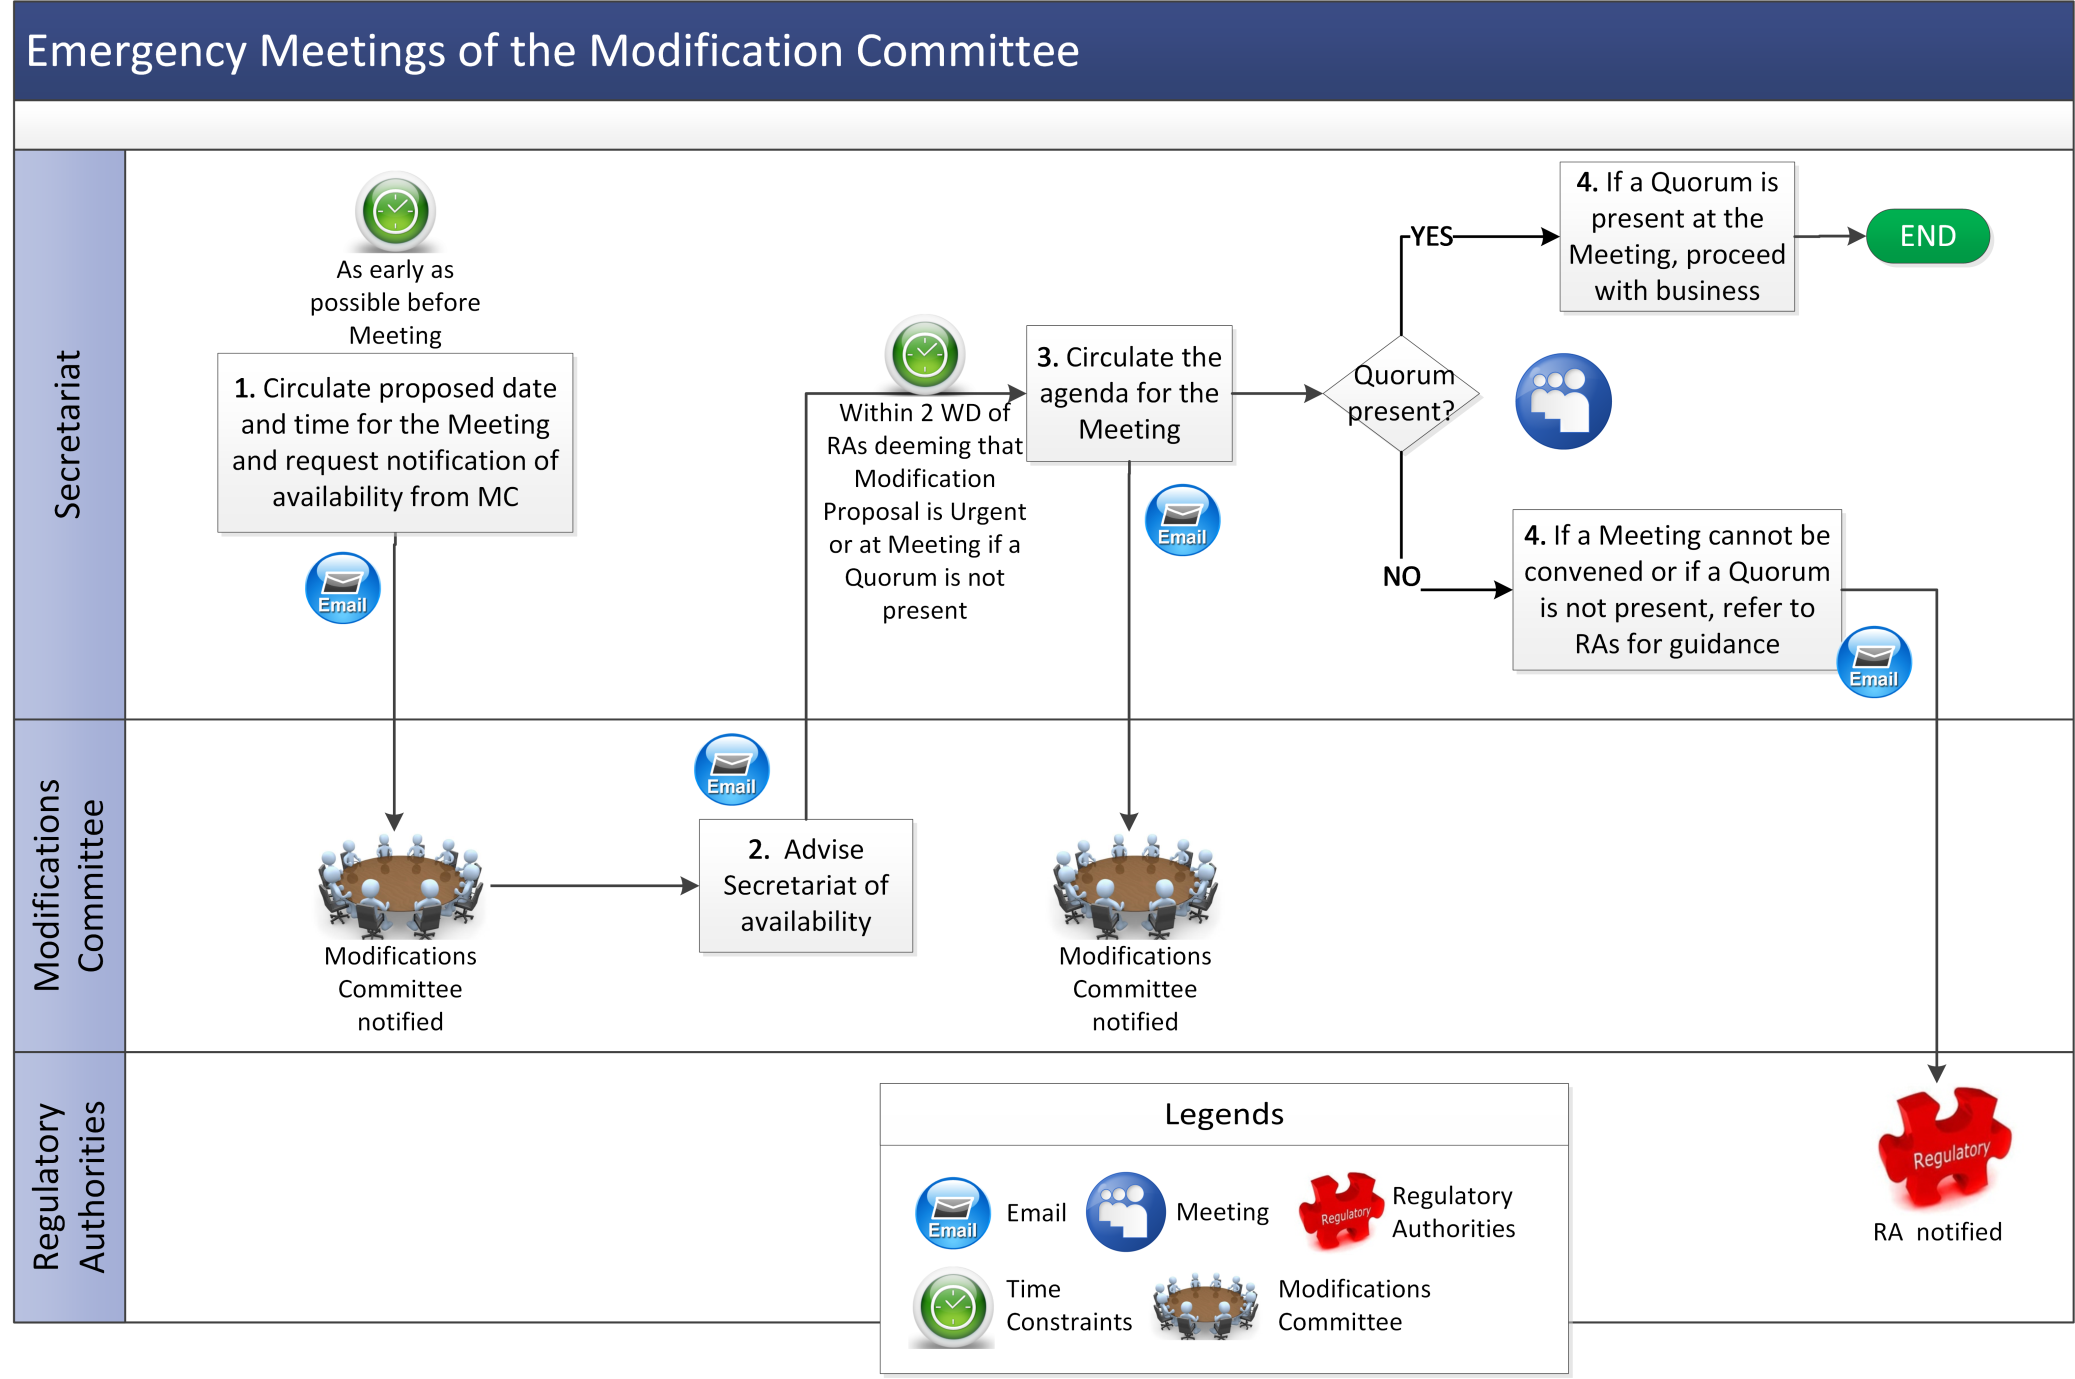 Emergency Meetings of the Modification Committee
Secretariat
As early as
possible before
Meeting
1. Circulate proposed date
and time for the Meeting
and request notification of
availability from MC
Email
Within 2 WD of
RAs deeming that
Modification
Proposal is Urgent
or at Meeting if a
Quorum is not
present
3. Circulate the
agenda for the
Meeting
Email
Quorum
present?
YES
4. If a Quorum is
present at the
Meeting, proceed
with business
END
NO
4. If a Meeting cannot be
convened or if a Quorum
is not present, refer to
RAs for guidance
Email
Modifications
Committee
Modifications
Committee
notified
Email
2. Advise
Secretariat of
availability
Modifications
Committee
notified
Regulatory
Authorities
Regulatory
RA notified
Legends
Email
Email
Meeting
Regulatory
Regulatory
Authorities
Time
Constraints
Modifications
Committee